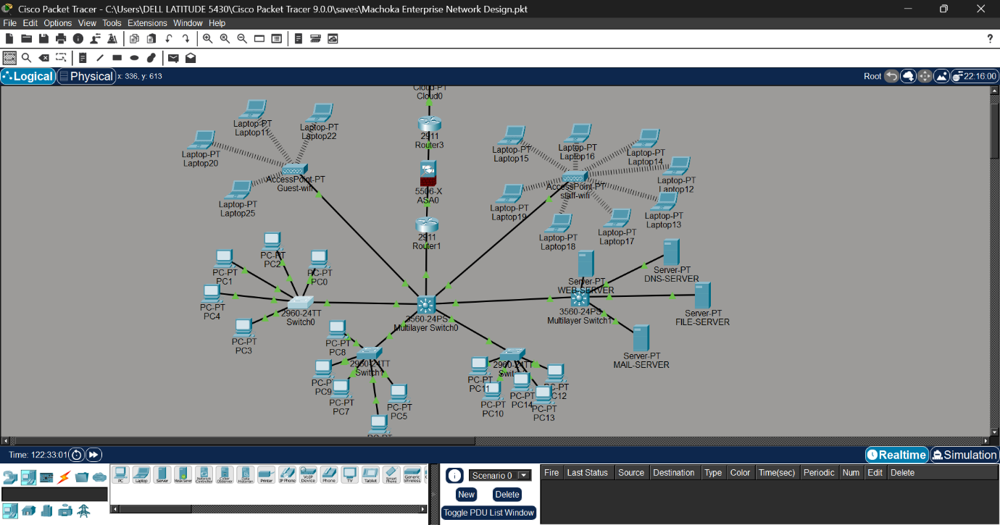 Cisco Packet Tracer - C:\Users\DELL LATITUDE 5430\Cisco Packet Tracer 9.0.0\saves\Machoka Enterprise Network Design.pkt
File Edit Options View Tools Extensions Window Help
Logical Physical x: 336, y: 613
Root 22:16:00
Cloud-PT
Cloud0
2911
Router3
5506-X
ASA0
2911
Router1
Laptop-PT
Laptop11
Laptop-PT
Laptop22
Laptop-PT
Laptop20
AccessPoint-PT
Guest-wifi
Laptop-PT
Laptop25
Laptop-PT
Laptop15
Laptop-PT
Laptop16
Laptop-PT
Laptop14
Laptop-PT
Laptop12
AccessPoint-PT
staff-wifi
Laptop-PT
Laptop19
Laptop-PT
Laptop13
Laptop-PT
Laptop18
Laptop-PT
Laptop17
PC-PT
PC2
PC-PT
PC1
PC-PT
PC0
PC-PT
PC4
2960-24TT
Switch0
PC-PT
PC3
3560-24PS
Multilayer Switch0
Server-PT
WEB-SERVER
Server-PT
DNS-SERVER
3560-24PS
Multilayer Switch1
Server-PT
FILE-SERVER
Server-PT
MAIL-SERVER
PC-PT
PC8
2960-24TT
Switch1
PC-PT
PC9
PC-PT
PC7
PC-PT
PC5
2960-24TT
PC-PT
PC11
PC-PT
PC12
PC-PT
PC10
PC-PT
PC14
PC-PT
PC13
Time: 122:33:01
Realtime Simulation
PC Laptop Server Printer IP Phone VoIP Device Phone TV Tablet Smart Phone Generic Wireless
Scenario 0
New Delete
Toggle PDU List Window
Fire Last Status Source Destination Type Color Time(sec) Periodic Num Edit Delete